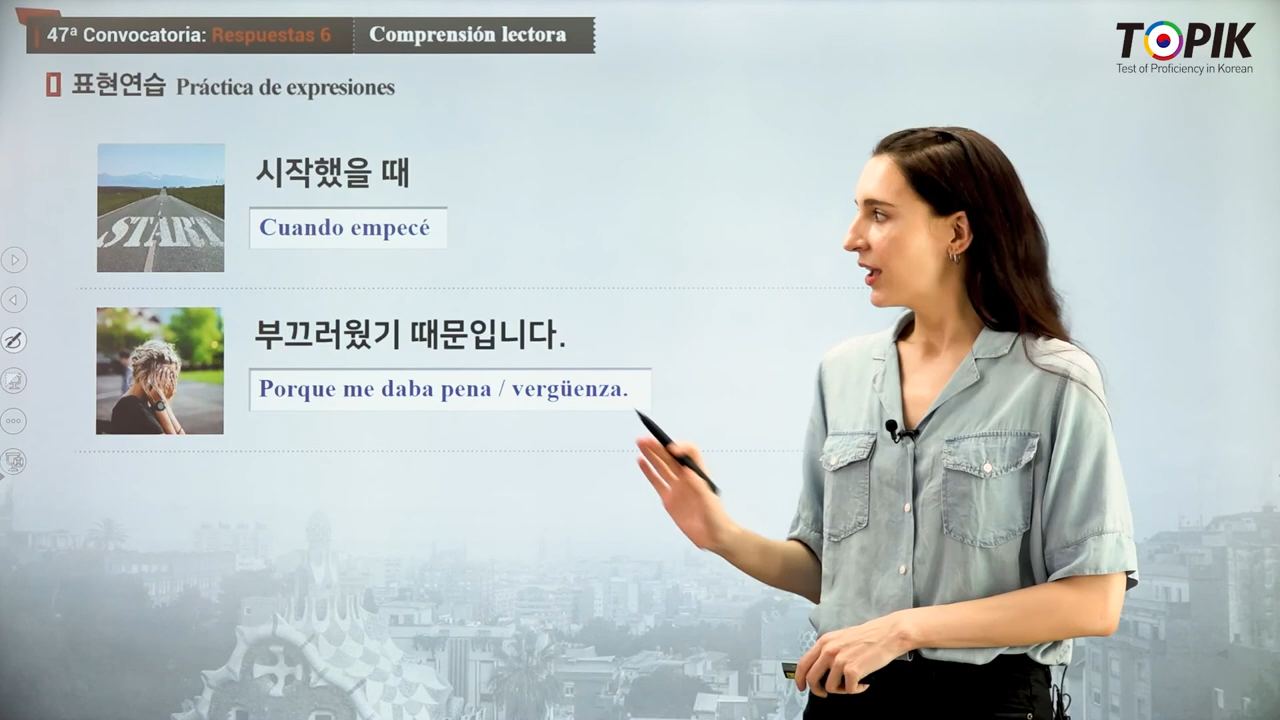 47ª Convocatoria: Respuestas 6 Comprensión lectora
TOPIK
Test of Proficiency in Korean
표현연습 Práctica de expresiones
START
시작했을 때
Cuando empecé
부끄러웠기 때문입니다.
Porque me daba pena / vergüenza.